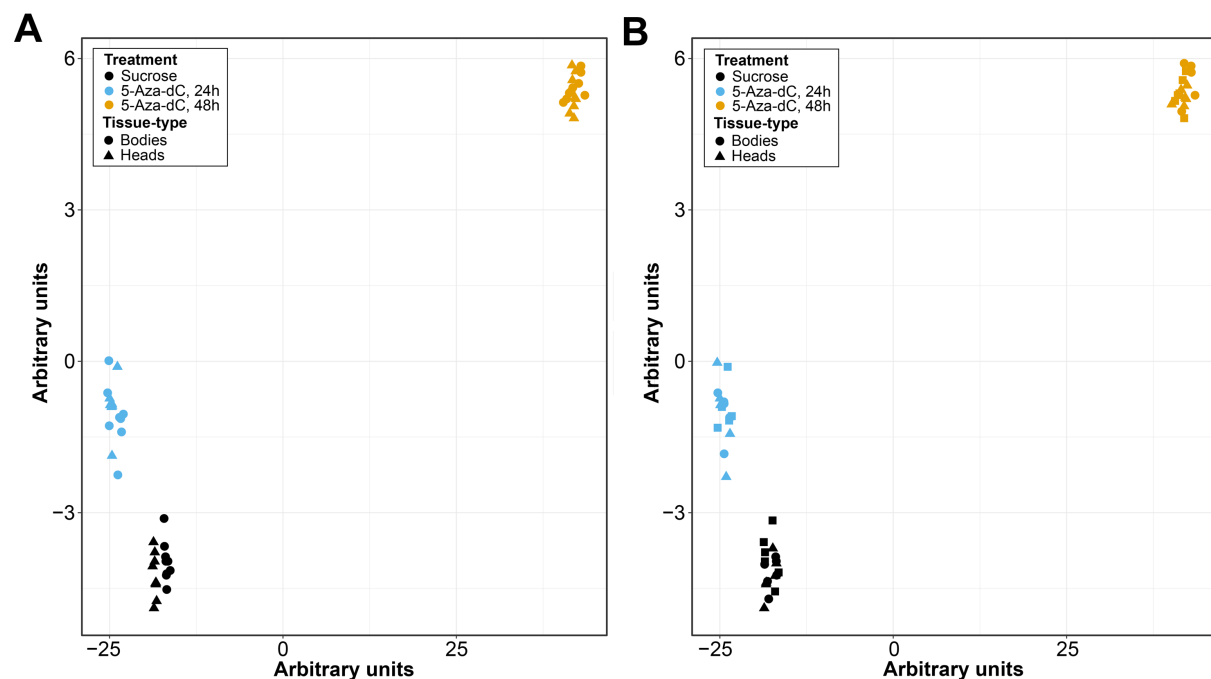 A
Treatment
Sucrose
5-Aza-dC, 24h
5-Aza-dC, 48h
Tissue-type
Bodies
Heads
6
3
0
−3
−25
0
25
Arbitrary units
Arbitrary units
B
Treatment
Sucrose
5-Aza-dC, 24h
5-Aza-dC, 48h
Tissue-type
Bodies
Heads
6
3
0
−3
−25
0
25
Arbitrary units
Arbitrary units